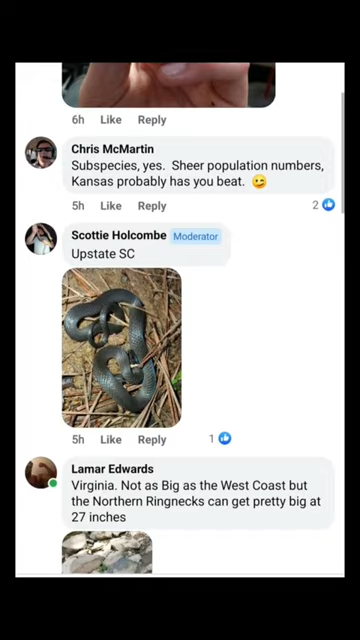 6h Like Reply
Chris McMartin
Subspecies, yes. Sheer population numbers,
Kansas probably has you beat. 😜
5h Like Reply 2
Scottie Holcombe Moderator
Upstate SC
5h Like Reply 1
Lamar Edwards
Virginia. Not as Big as the West Coast but
the Northern Ringnecks can get pretty big at
27 inches